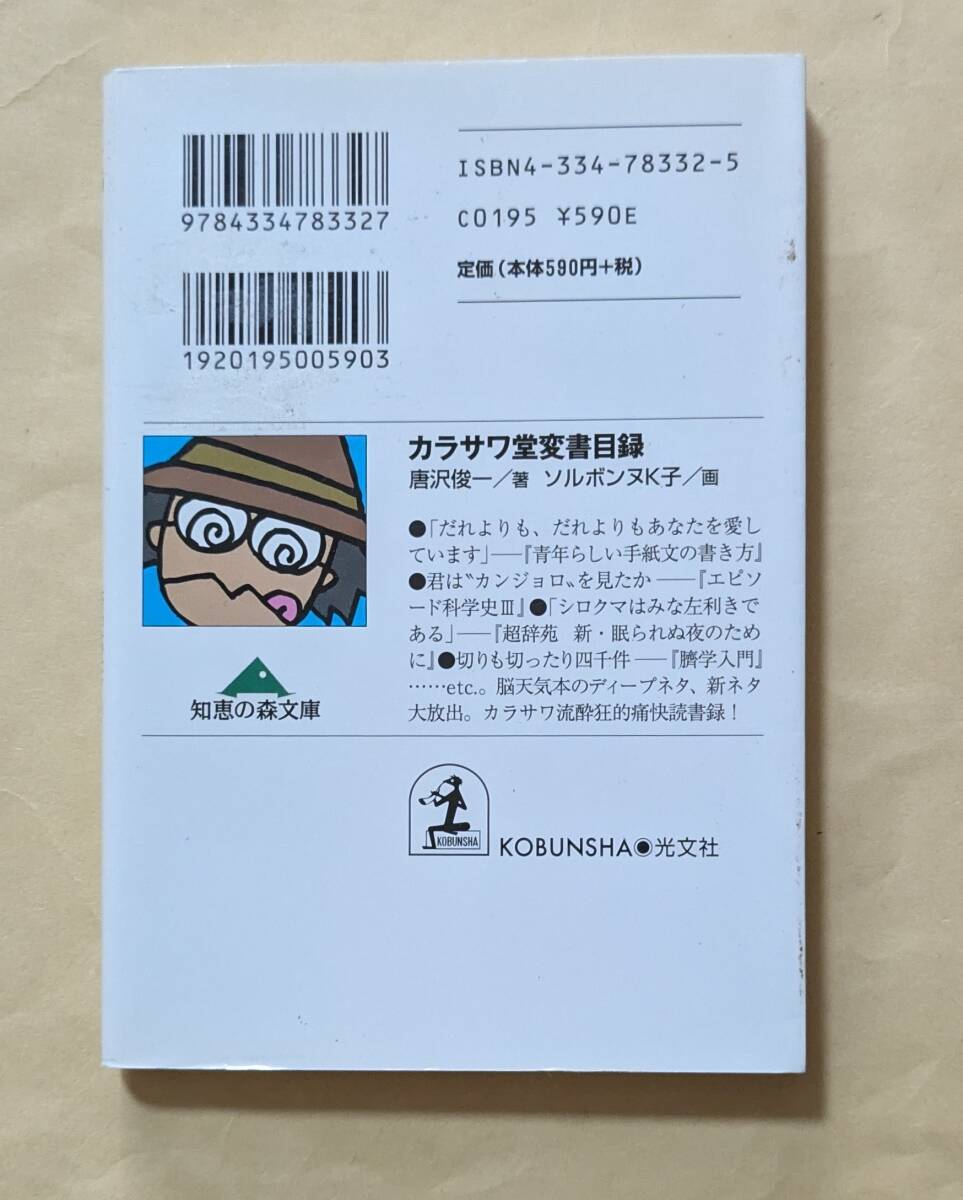 9784334783327
1920195005903
ISBN4-334-78332-5
C0195 ¥590E
定価(本体590円+税)
カラサワ堂変書目録
唐沢俊一/著 ソルボンヌK子/画
●「だれよりも、だれよりもあなたを愛し
ています」──『青年らしい手紙文の書き方』
●君は〝カンジョロ〟を見たか──『エピソ
ード科学史Ⅲ』●「シロクマはみな左利きで
ある」──『超辞苑 新・眠られぬ夜のため
に』●切りも切ったり四千件──『臍学入門』
……etc.。脳天気本のディープネタ、新ネタ
大放出。カラサワ流酔狂的痛快読書録!
知恵の森文庫
KOBUNSHA
KOBUNSHA◉光文社